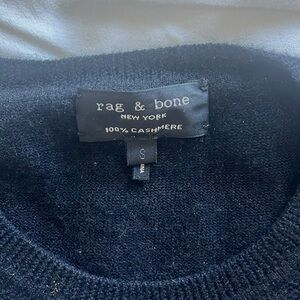 rag & bone
NEW YORK
100% CASHMERE
S